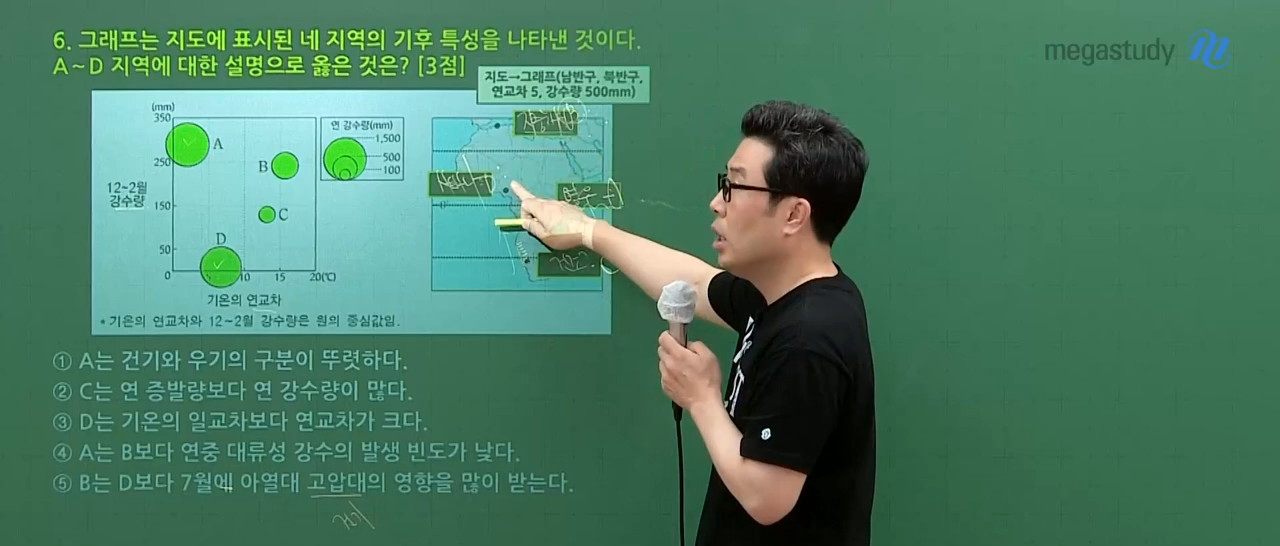 6. 그래프는 지도에 표시된 네 지역의 기후 특성을 나타낸 것이다.
A~D 지역에 대한 설명으로 옳은 것은? [3점]
megastudy
지도→그래프(남반구, 북반구,
연교차 5, 강수량 500mm)
(mm)
350
250
150
50
0
12~2월
강수량
A
B
C
D
5
10
15
20(℃)
기온의 연교차
연 강수량(mm)
1,500
500
100
0°
* 기온의 연교차와 12~2월 강수량은 원의 중심값임.
① A는 건기와 우기의 구분이 뚜렷하다.
② C는 연 증발량보다 연 강수량이 많다.
③ D는 기온의 일교차보다 연교차가 크다.
④ A는 B보다 연중 대류성 강수의 발생 빈도가 낮다.
⑤ B는 D보다 7월에 아열대 고압대의 영향을 많이 받는다.
건기